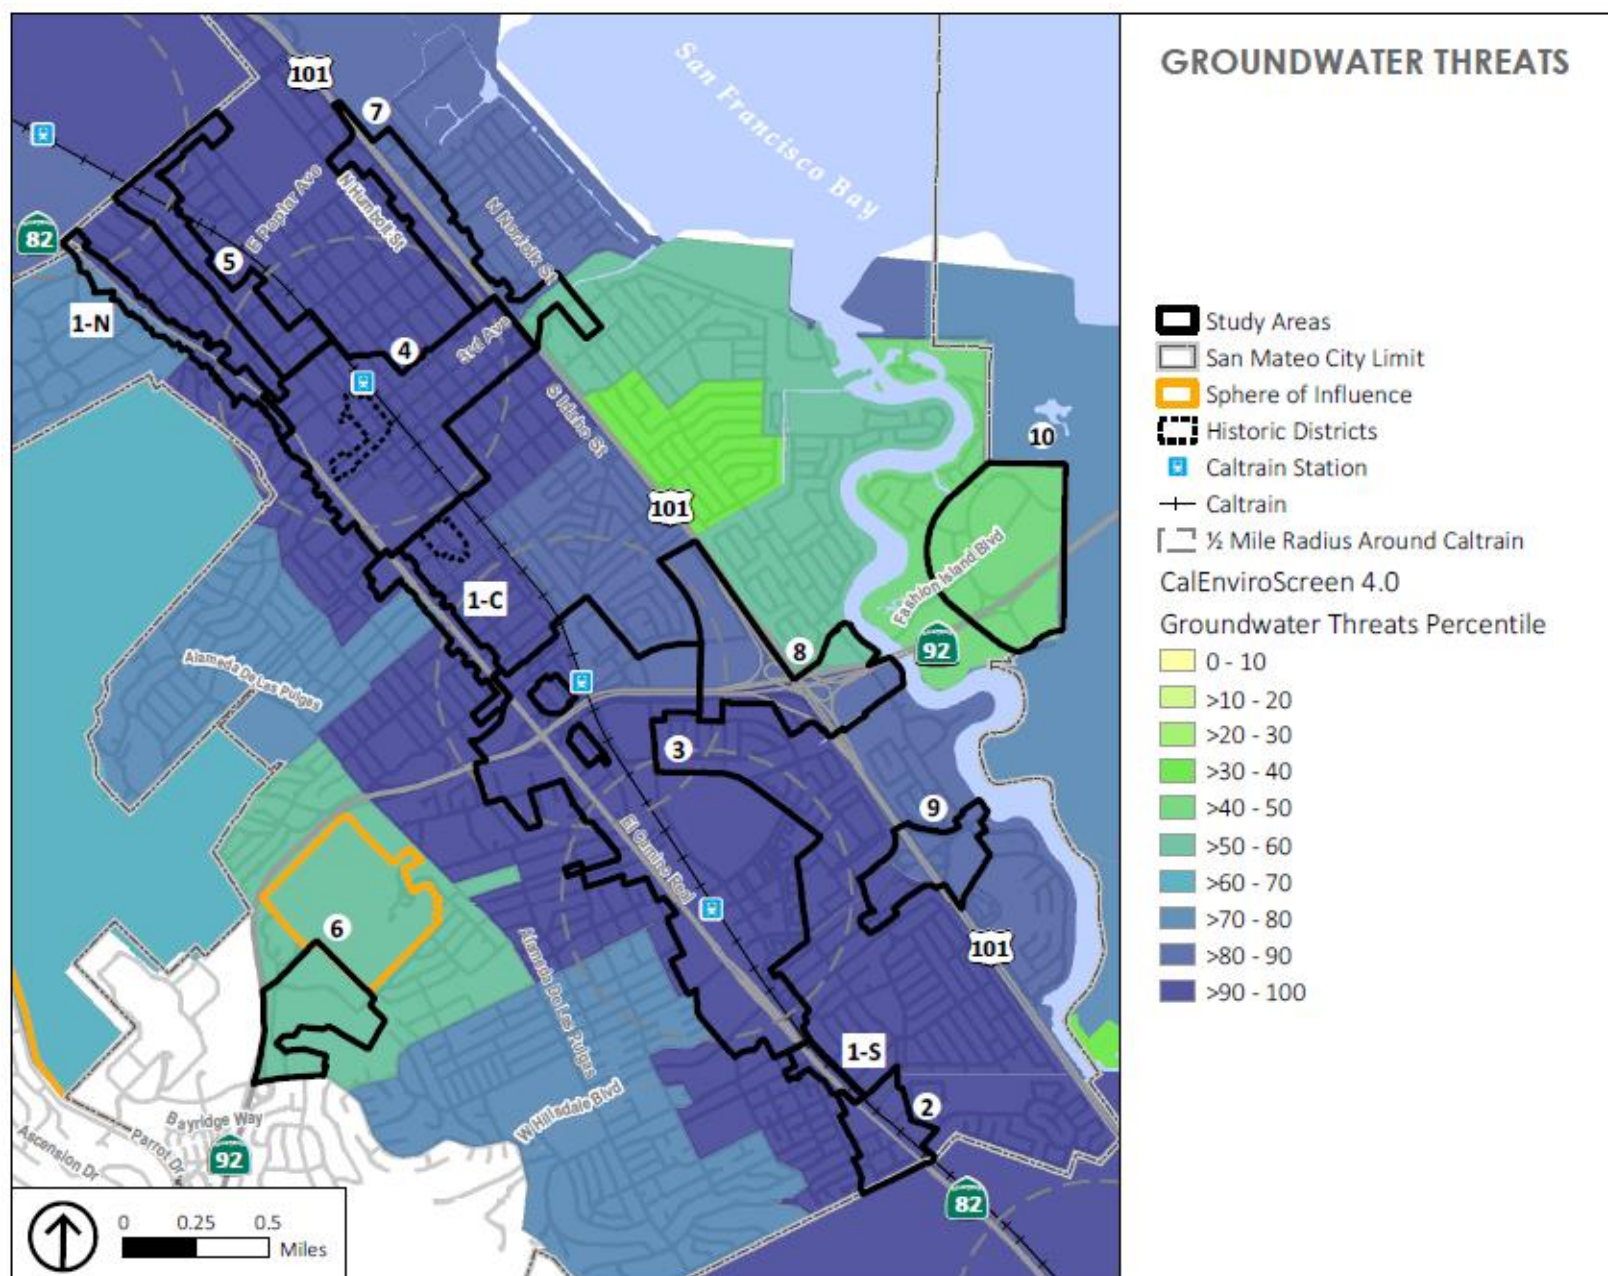 GROUNDWATER THREATS
101
7
San Francisco Bay
82
5
E Poplar Ave
N Humbolt St
N Norfolk St
1-N
4
3rd Ave
S Idaho St
10
101
1-C
Fashion Island Blvd
92
8
Alameda De Las Pulgas
3
9
El Camino Real
6
101
Alameda De Las Pulgas
1-S
2
W Hillsdale Blvd
Bayridge Way
Parrot Dr
Ascension Dr
92
82
0 0.25 0.5
Miles
Study Areas
San Mateo City Limit
Sphere of Influence
Historic Districts
Caltrain Station
Caltrain
½ Mile Radius Around Caltrain
CalEnviroScreen 4.0
Groundwater Threats Percentile
0 - 10
>10 - 20
>20 - 30
>30 - 40
>40 - 50
>50 - 60
>60 - 70
>70 - 80
>80 - 90
>90 - 100